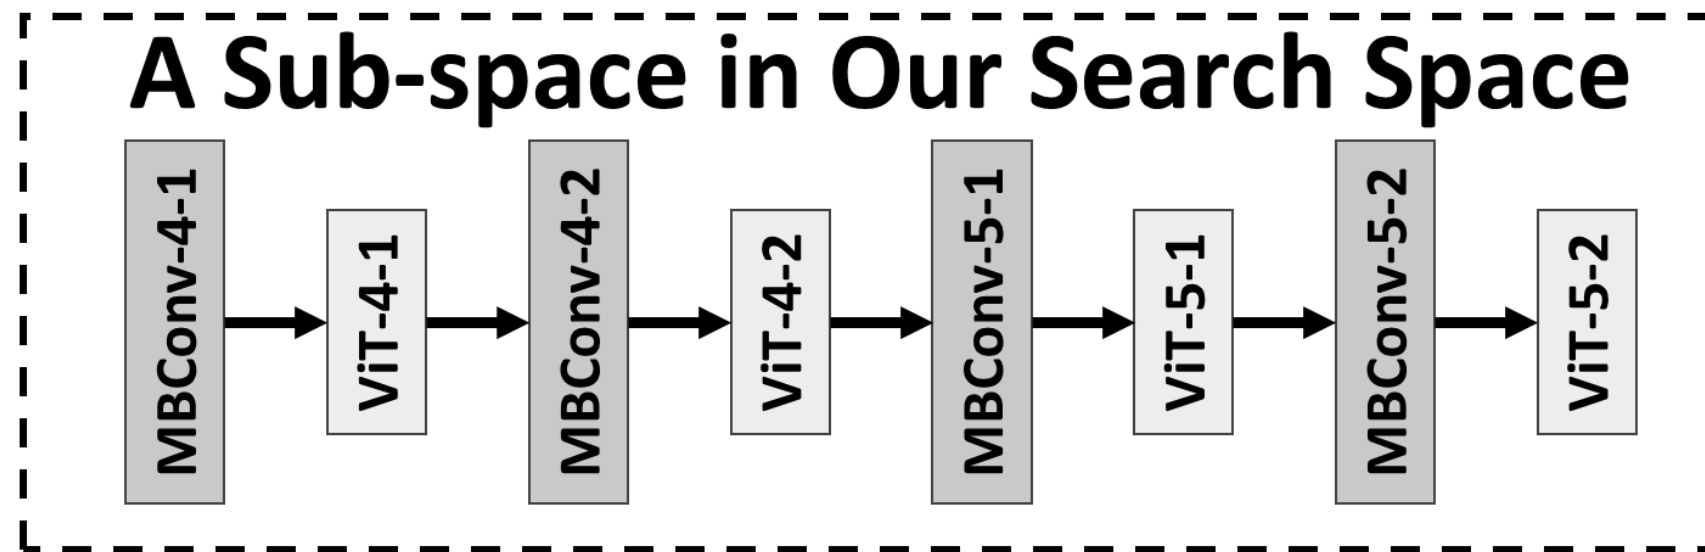 A Sub-space in Our Search Space
MBConv-4-1
ViT-4-1
MBConv-4-2
ViT-4-2
MBConv-5-1
ViT-5-1
MBConv-5-2
ViT-5-2